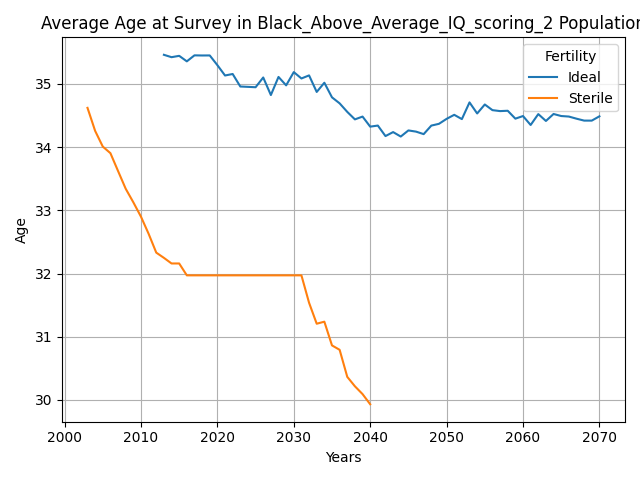 Average Age at Survey in Black_Above_Average_IQ_scoring_2 Population
Fertility
Ideal
Sterile
Age
35
34
33
32
31
30
2000 2010 2020 2030 2040 2050 2060 2070
Years